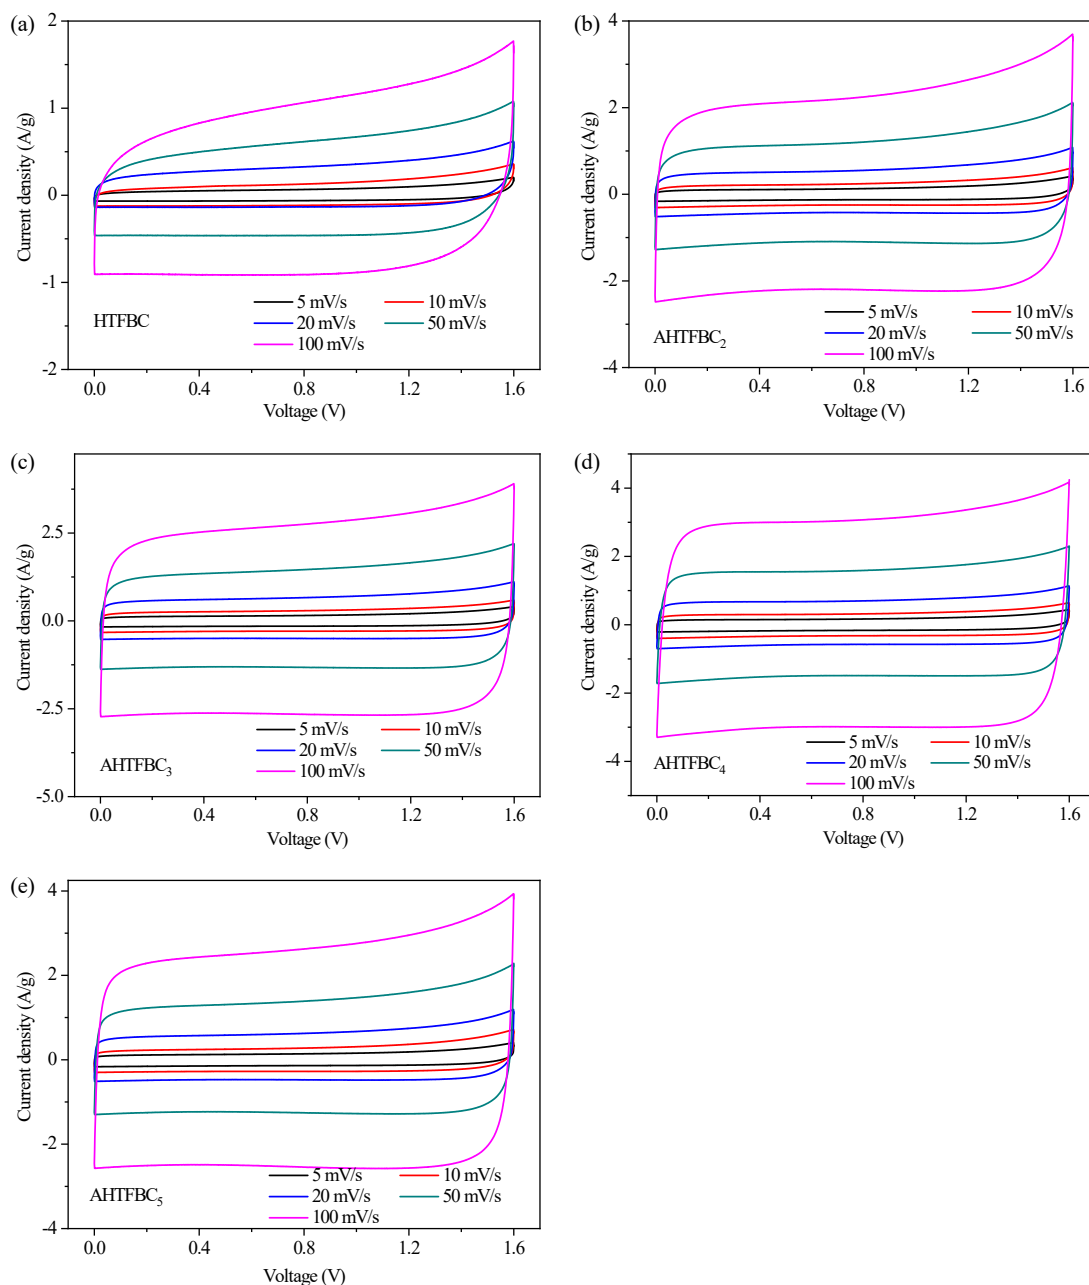 (a)
2
1
0
-1
-2
Current density (A/g)
5 mV/s
10 mV/s
20 mV/s
50 mV/s
100 mV/s
HTFBC
0.0
0.4
0.8
1.2
1.6
Voltage (V)
(b)
4
2
0
-2
-4
Current density (A/g)
5 mV/s
10 mV/s
20 mV/s
50 mV/s
100 mV/s
AHTFBC2
0.0
0.4
0.8
1.2
1.6
Voltage (V)
(c)
2.5
0.0
-2.5
-5.0
Current density (A/g)
5 mV/s
10 mV/s
20 mV/s
50 mV/s
100 mV/s
AHTFBC3
0.0
0.4
0.8
1.2
1.6
Voltage (V)
(d)
4
2
0
-2
-4
Current density (A/g)
5 mV/s
10 mV/s
20 mV/s
50 mV/s
100 mV/s
AHTFBC4
0.0
0.4
0.8
1.2
1.6
Voltage (V)
(e)
4
2
0
-2
-4
Current density (A/g)
5 mV/s
10 mV/s
20 mV/s
50 mV/s
100 mV/s
AHTFBC5
0.0
0.4
0.8
1.2
1.6
Voltage (V)